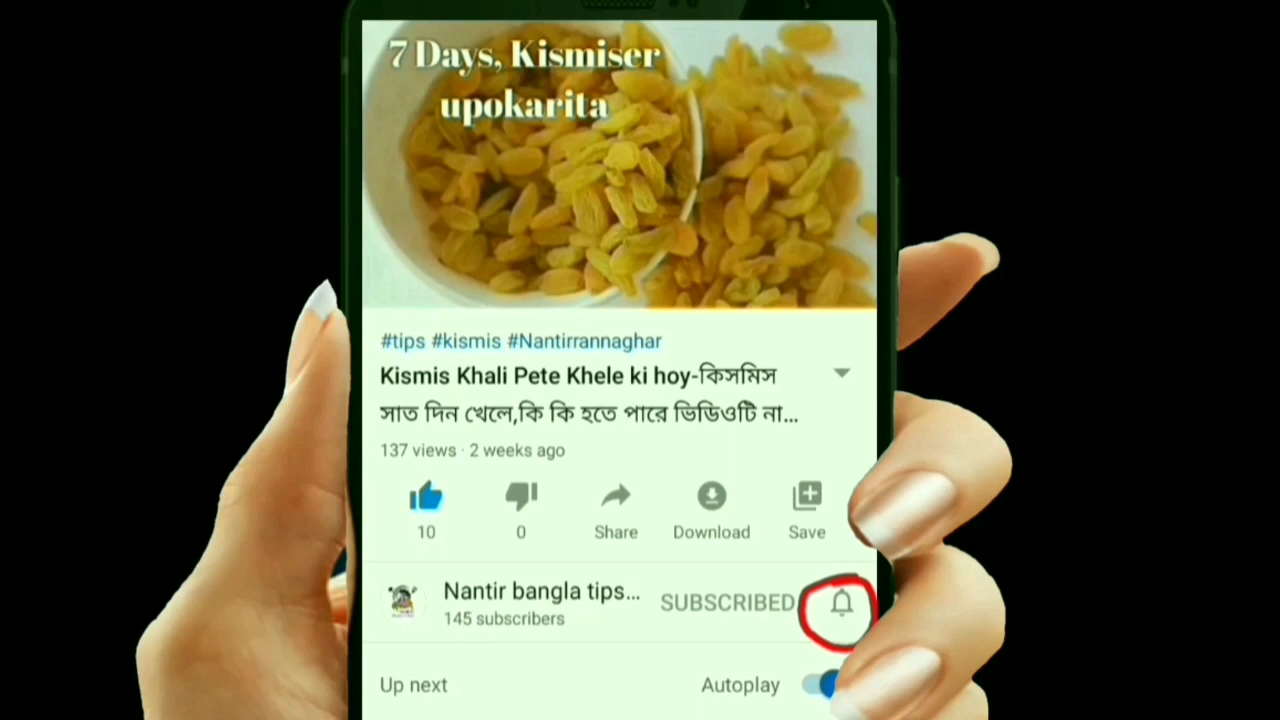 7 Days, Kismiser
upokarita
#tips #kismis #Nantirrannaghar
Kismis Khali Pete Khele ki hoy-কিসমিস
সাত দিন খেলে,কি কি হতে পারে ভিডিওটি না...
137 views · 2 weeks ago
10
0
Share
Download
Save
Nantir bangla tips...
SUBSCRIBED
145 subscribers
Up next
Autoplay